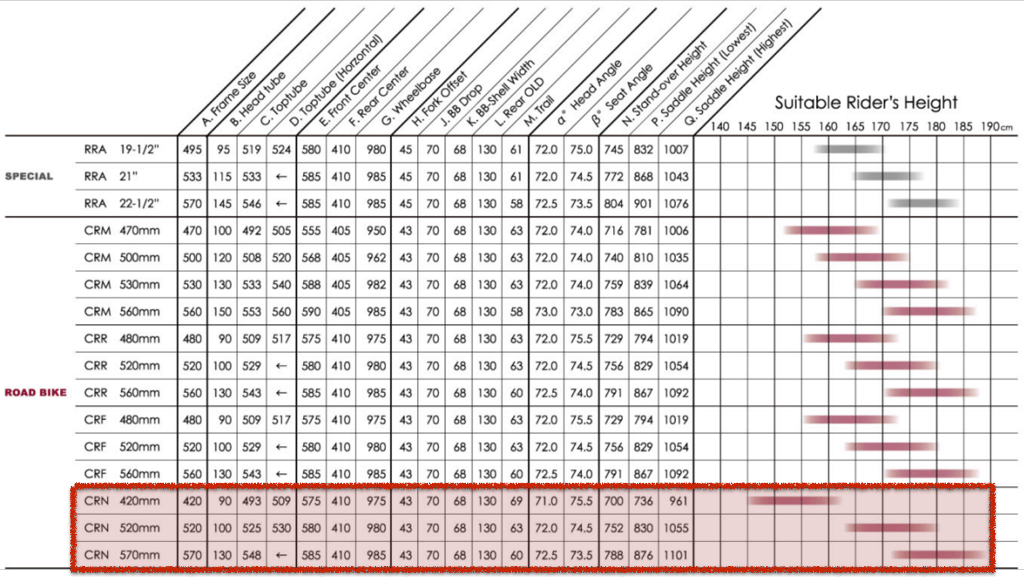 A. Frame Size
B. Head tube
C. Toptube
D. Toptube (Horzontal)
E. Front Center
F. Rear Center
G. Wheelbase
H. Fork Offset
J. BB Drop
K. BB-Shell Width
L. Rear OLD
M. Trail
α° Head Angle
β° Seat Angle
N. Stand-over Height
P. Saddle Height (Lowest)
Q. Saddle Height (Highest)
Suitable Rider's Height
140 145 150 155 160 165 170 175 180 185 190cm
RRA 19-1/2" 495 95 519 524 580 410 980 45 70 68 130 61 72.0 75.0 745 832 1007
SPECIAL RRA 21" 533 115 533 ← 585 410 985 45 70 68 130 61 72.0 74.5 772 868 1043
RRA 22-1/2" 570 145 546 ← 585 410 985 45 70 68 130 58 72.5 73.5 804 901 1076
CRM 470mm 470 100 492 505 555 405 950 43 70 68 130 63 72.0 74.0 716 781 1006
CRM 500mm 500 120 508 520 568 405 962 43 70 68 130 63 72.0 74.0 740 810 1035
CRM 530mm 530 130 533 540 588 405 982 43 70 68 130 63 72.0 74.0 759 839 1064
CRM 560mm 560 150 553 560 590 405 985 43 70 68 130 58 73.0 73.0 783 865 1090
CRR 480mm 480 90 509 517 575 410 975 43 70 68 130 63 72.0 75.5 729 794 1019
CRR 520mm 520 100 529 ← 580 410 980 43 70 68 130 63 72.0 74.5 756 829 1054
ROAD BIKE CRR 560mm 560 130 543 ← 585 410 985 43 70 68 130 60 72.5 74.0 791 867 1092
CRF 480mm 480 90 509 517 575 410 975 43 70 68 130 63 72.0 75.5 729 794 1019
CRF 520mm 520 100 529 ← 580 410 980 43 70 68 130 63 72.0 74.5 756 829 1054
CRF 560mm 560 130 543 ← 585 410 985 43 70 68 130 60 72.5 74.0 791 867 1092
CRN 420mm 420 90 493 509 575 410 975 43 70 68 130 69 71.0 75.5 700 736 961
CRN 520mm 520 100 525 530 580 410 980 43 70 68 130 63 72.0 74.5 752 830 1055
CRN 570mm 570 130 548 ← 585 410 985 43 70 68 130 60 72.5 73.5 788 876 1101